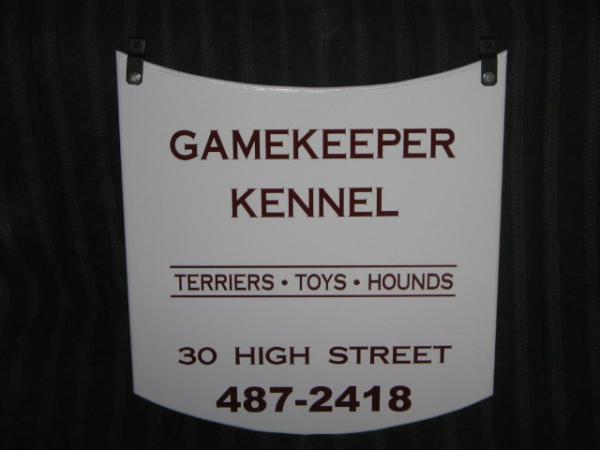 GAMEKEEPER
KENNEL
TERRIERS • TOYS • HOUNDS
30 HIGH STREET
487-2418